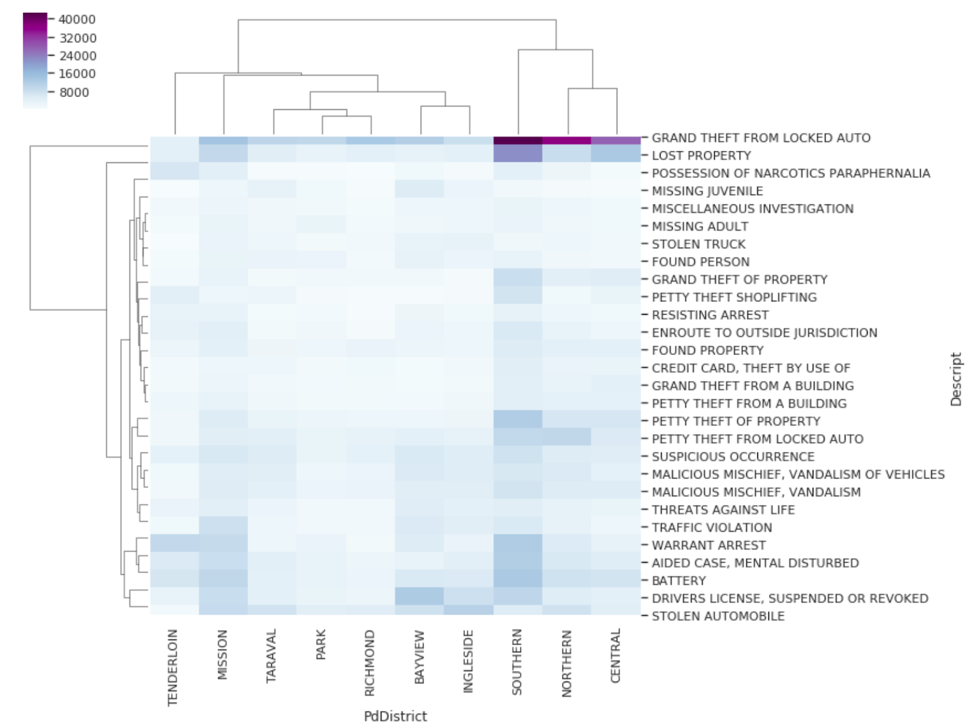 40000
32000
24000
16000
8000
GRAND THEFT FROM LOCKED AUTO
LOST PROPERTY
POSSESSION OF NARCOTICS PARAPHERNALIA
MISSING JUVENILE
MISCELLANEOUS INVESTIGATION
MISSING ADULT
STOLEN TRUCK
FOUND PERSON
GRAND THEFT OF PROPERTY
PETTY THEFT SHOPLIFTING
RESISTING ARREST
ENROUTE TO OUTSIDE JURISDICTION
FOUND PROPERTY
CREDIT CARD, THEFT BY USE OF
GRAND THEFT FROM A BUILDING
PETTY THEFT FROM A BUILDING
PETTY THEFT OF PROPERTY
PETTY THEFT FROM LOCKED AUTO
SUSPICIOUS OCCURRENCE
MALICIOUS MISCHIEF, VANDALISM OF VEHICLES
MALICIOUS MISCHIEF, VANDALISM
THREATS AGAINST LIFE
TRAFFIC VIOLATION
WARRANT ARREST
AIDED CASE, MENTAL DISTURBED
BATTERY
DRIVERS LICENSE, SUSPENDED OR REVOKED
STOLEN AUTOMOBILE
Descript
TENDERLOIN
MISSION
TARAVAL
PARK
RICHMOND
BAYVIEW
INGLESIDE
SOUTHERN
NORTHERN
CENTRAL
PdDistrict